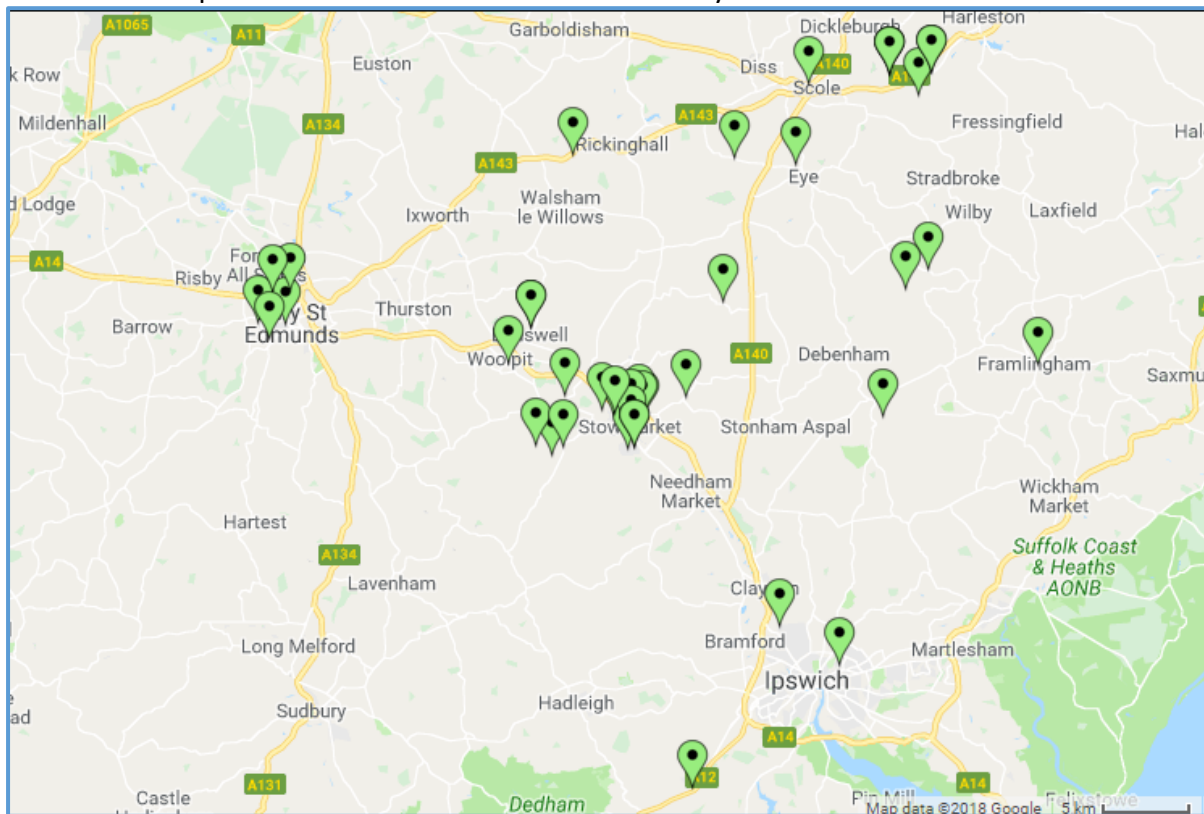 A1065
A11
Garboldisham
Dickleburgh
Harleston
Euston
Diss
A140
Scole
Mildenhall
A134
A143
Fressingfield
Rickinghall
A143
Eye
Stradbroke
Walsham
le Willows
Wilby
Laxfield
d Lodge
Ixworth
A14
Risby
Thurston
Barrow
Edmunds
Woolpit
A140
Debenham
Framlingham
Stonham Aspal
Needham
Market
Wickham
Market
Hartest
Suffolk Coast
& Heaths
AONB
A134
Lavenham
Bramford
Martlesham
Long Melford
Ipswich
Hadleigh
Sudbury
A14
A12
A131
A14
Castle
Dedham
Pin Mill
Felixstowe
Map data ©2018 Google
5 km